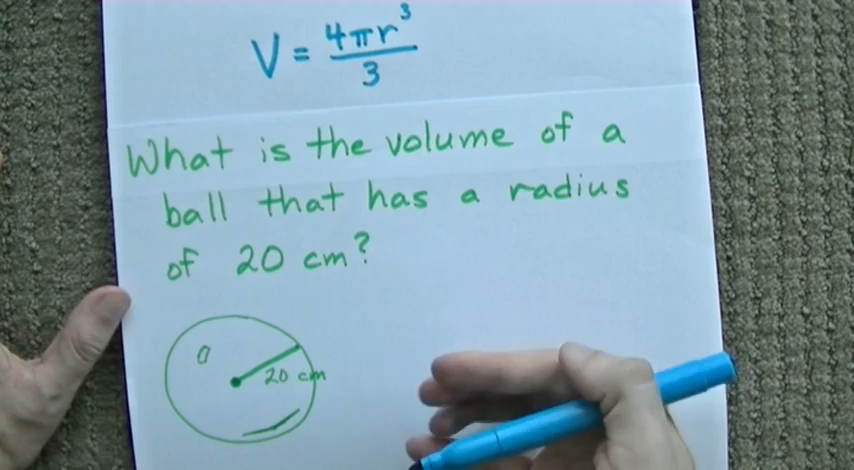 V = 4πr³/3
What is the volume of a
ball that has a radius
of 20 cm?
20 cm